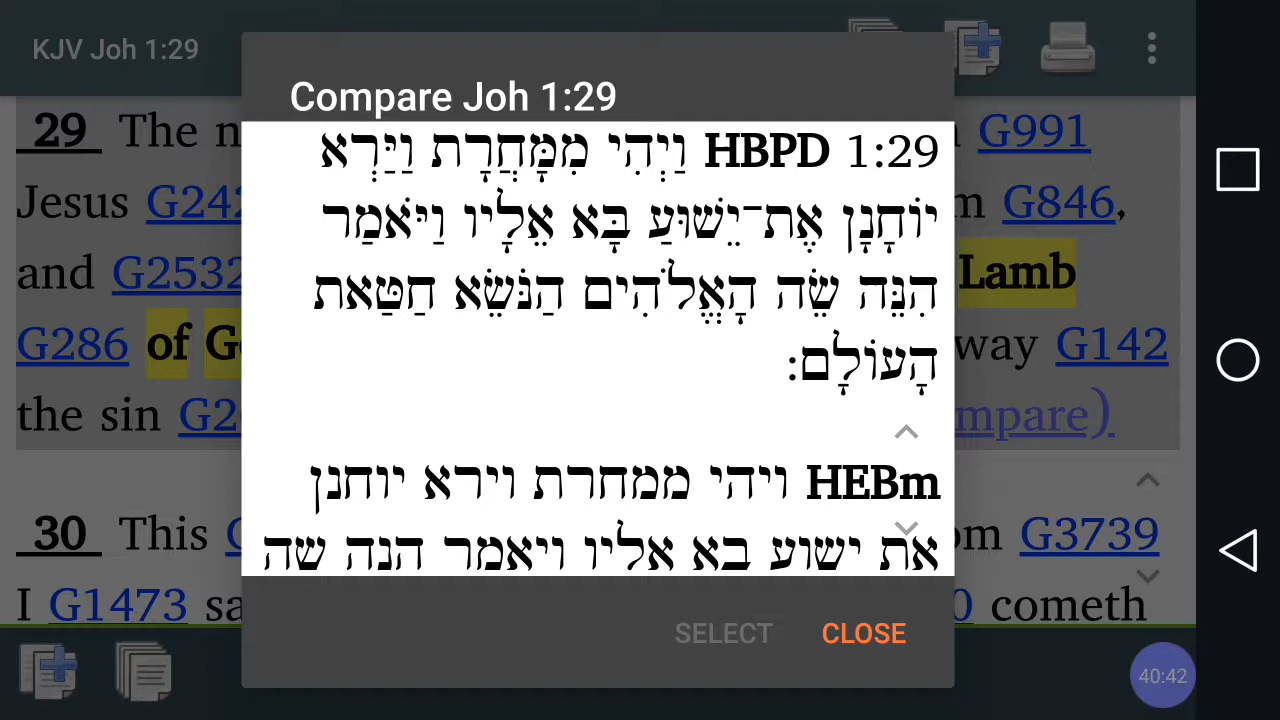 KJV Joh 1:29
Compare Joh 1:29
1:29 HBPD וַיְהִי מִמָּחֳרָת וַיַּרְא
יוֹחָנָן אֶת־יֵשׁוּעַ בָּא אֵלָיו וַיֹּאמַר
הִנֵּה שֵׂה הָאֱלֹהִים הַנֹּשֵׂא חַטַּאת
הָעוֹלָם׃
HEBm ויהי ממחרת וירא יוחנן
את ישוע בא אליו ויאמר הנה שה
SELECT CLOSE
29 The G991
Jesus G846,
and G2532 Lamb
G286 of way G142
the sin
30 This G3739
I G1473 cometh
40:42